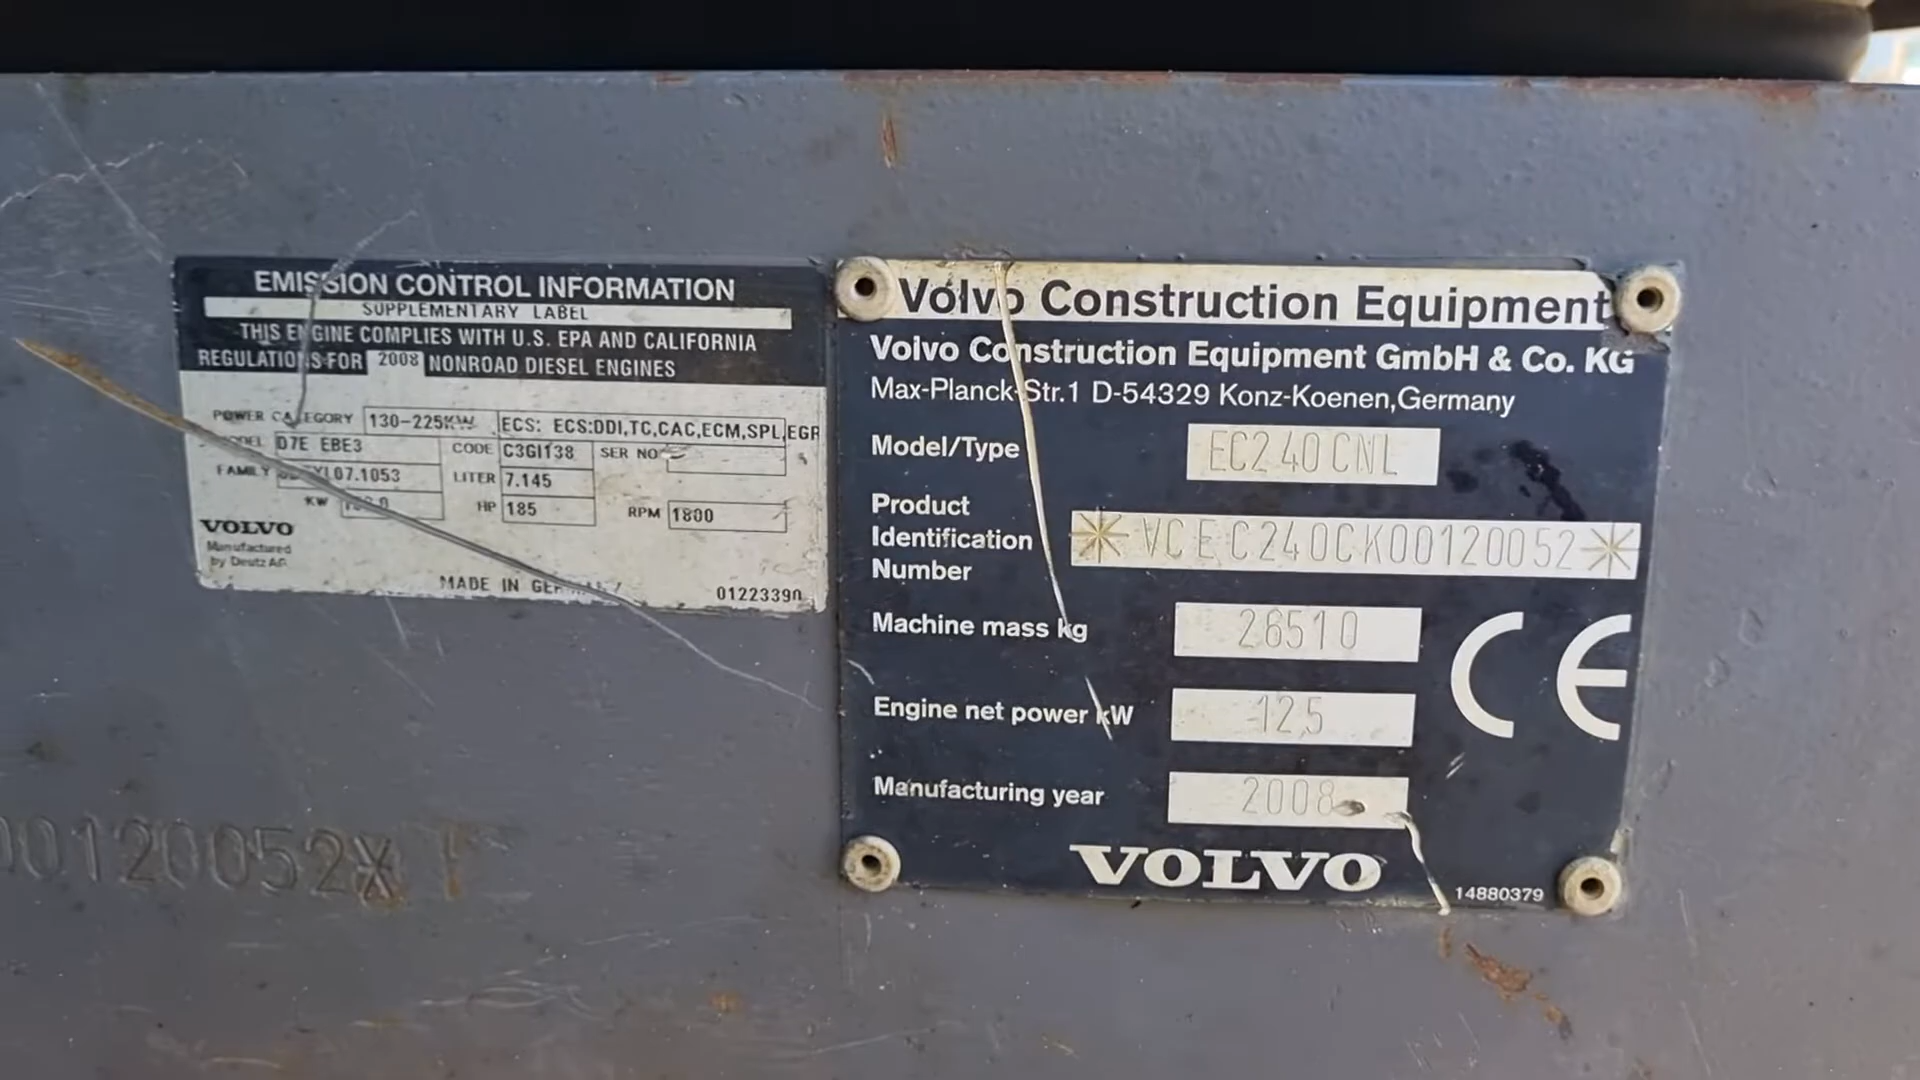 EMISSION CONTROL INFORMATION
SUPPLEMENTARY LABEL
THIS ENGINE COMPLIES WITH U.S. EPA AND CALIFORNIA
REGULATIONS FOR 2008 NONROAD DIESEL ENGINES
POWER CATEGORY 130-225KW ECS: ECS:DDI,TC,CAC,ECM,SPL,EGR
MODEL D7E EBE3 CODE C3GI138 SER NO
FAMILY LITER 7.145
KW HP 185 RPM 1800
VOLVO
Manufactured
by Deutz AG
MADE IN GERMANY 01223390
Volvo Construction Equipment
Volvo Construction Equipment GmbH & Co. KG
Max-Planck-Str.1 D-54329 Konz-Koenen,Germany
Model/Type EC240CNL
Product
Identification
Number
*VCEC240CK00120052*
Machine mass kg 26510
Engine net power kW 125
Manufacturing year 2008
CE
VOLVO
14880379
00120052X